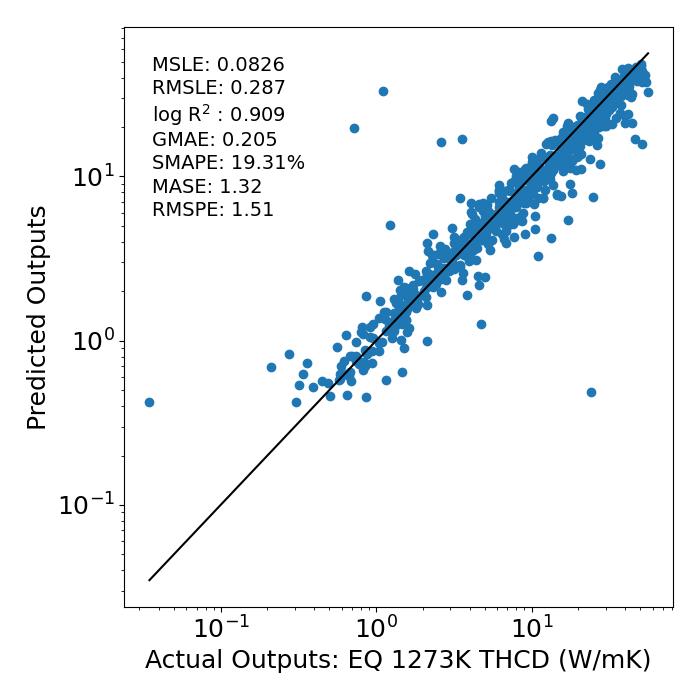 MSLE: 0.0826
RMSLE: 0.287
log R² : 0.909
GMAE: 0.205
SMAPE: 19.31%
MASE: 1.32
RMSPE: 1.51
Predicted Outputs
10¹
10⁰
10⁻¹
10⁻¹ 10⁰ 10¹
Actual Outputs: EQ 1273K THCD (W/mK)